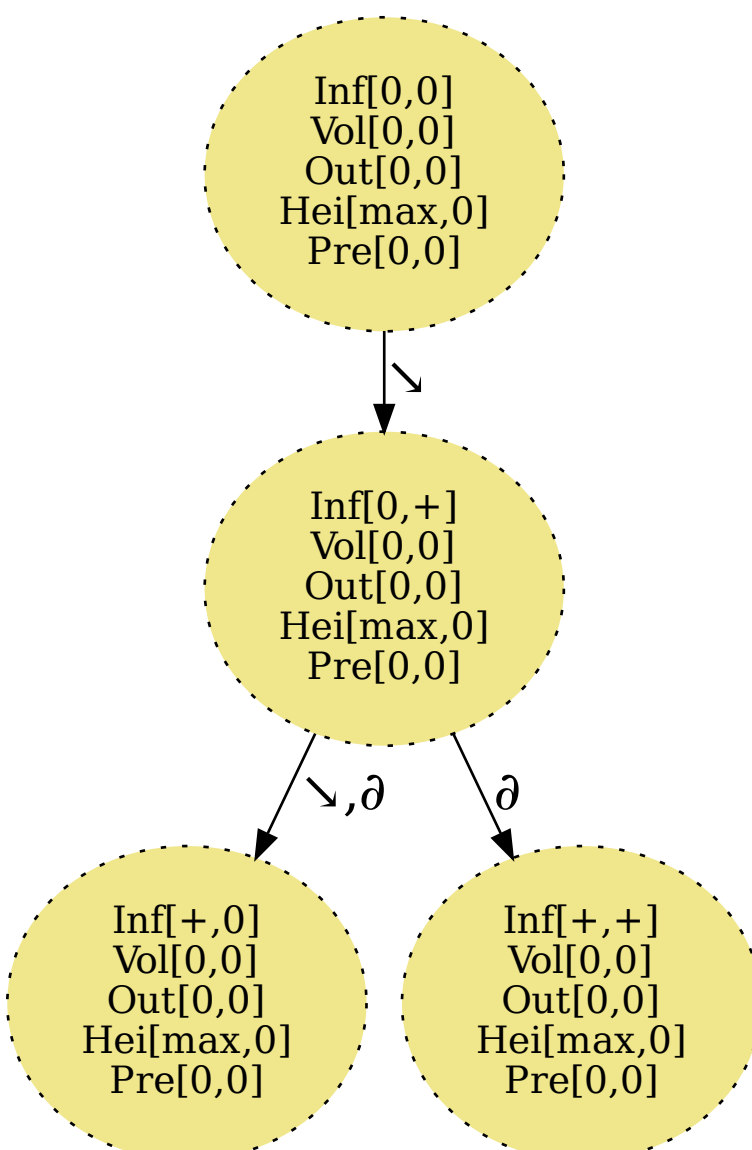 Inf[0,0]
Vol[0,0]
Out[0,0]
Hei[max,0]
Pre[0,0]
↘
Inf[0,+]
Vol[0,0]
Out[0,0]
Hei[max,0]
Pre[0,0]
↘,∂
∂
Inf[+,0]
Vol[0,0]
Out[0,0]
Hei[max,0]
Pre[0,0]
Inf[+,+]
Vol[0,0]
Out[0,0]
Hei[max,0]
Pre[0,0]